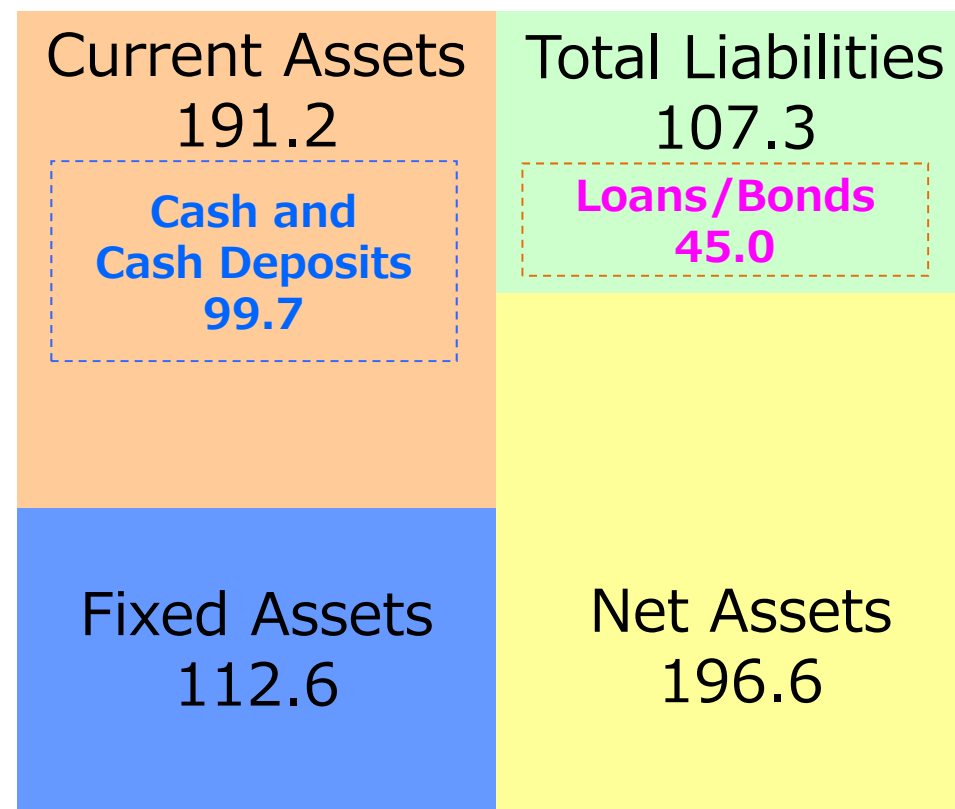 Current Assets
191.2
Cash and
Cash Deposits
99.7
Total Liabilities
107.3
Loans/Bonds
45.0
Fixed Assets
112.6
Net Assets
196.6